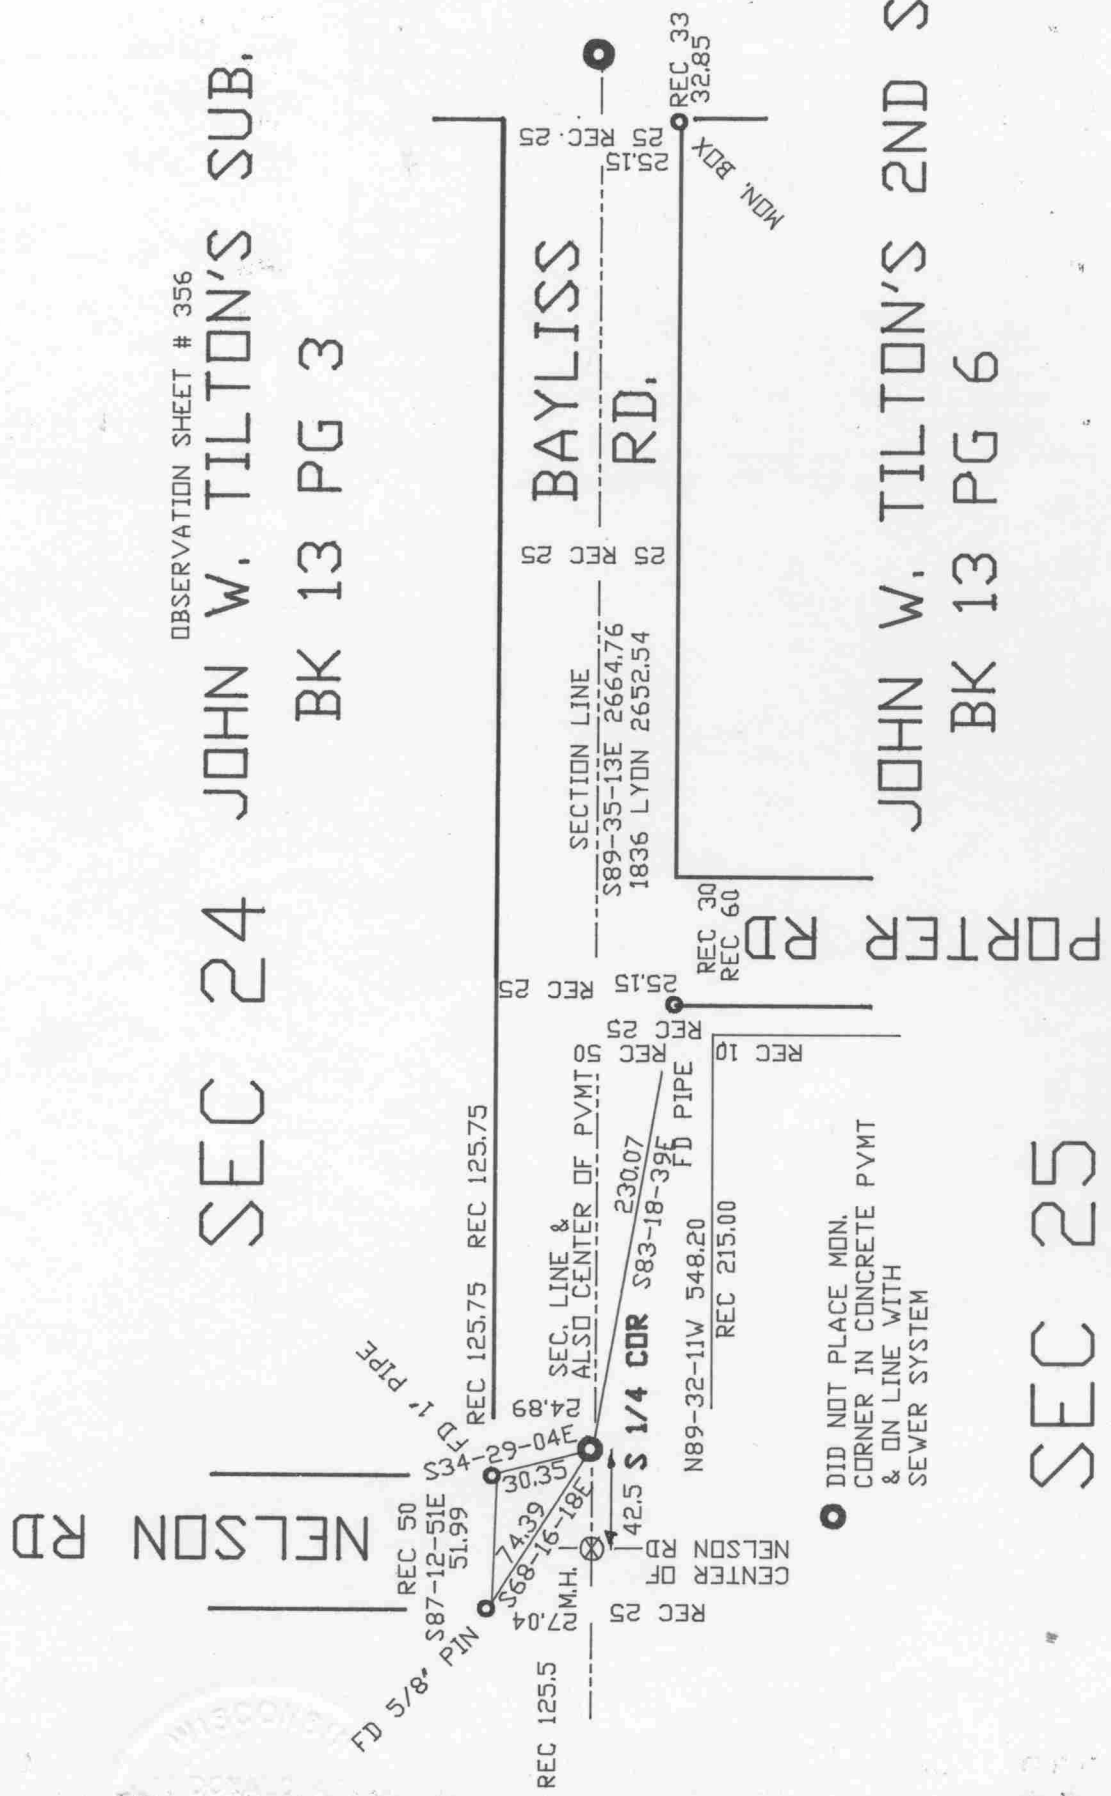 OBSERVATION SHEET # 356
SEC 24 JOHN W. TILTON'S SUB.
BK 13 PG 3
NELSON RD
FD 1" PIPE
REC 125.75 REC 125.75 REC 125.75
REC 50
S87-12-51E
51.99
S34-29-04E
30.35
74.39
S68-16-18E
24.89
27.04
FD 5/8" PIN
M.H.
REC 125.5
SEC. LINE &
ALSO CENTER OF PVMT
REC 25
REC 50
REC 25
25.15
SECTION LINE
S89-35-13E 2664.76
1836 LYON 2652.54
25 REC 25
BAYLISS
RD.
25 REC 25
25.15
REC 33
32.85
MON. BOX
42.5
S 1/4 COR
230.07
S83-18-39E
FD PIPE
CENTER OF
NELSON RD
REC 25
N89-32-11W 548.20
REC 215.00
REC 10
REC 30
REC 60
PORTER RD
DID NOT PLACE MON.
CORNER IN CONCRETE PVMT
& ON LINE WITH
SEWER SYSTEM
JOHN W. TILTON'S 2ND S
BK 13 PG 6
SEC 25